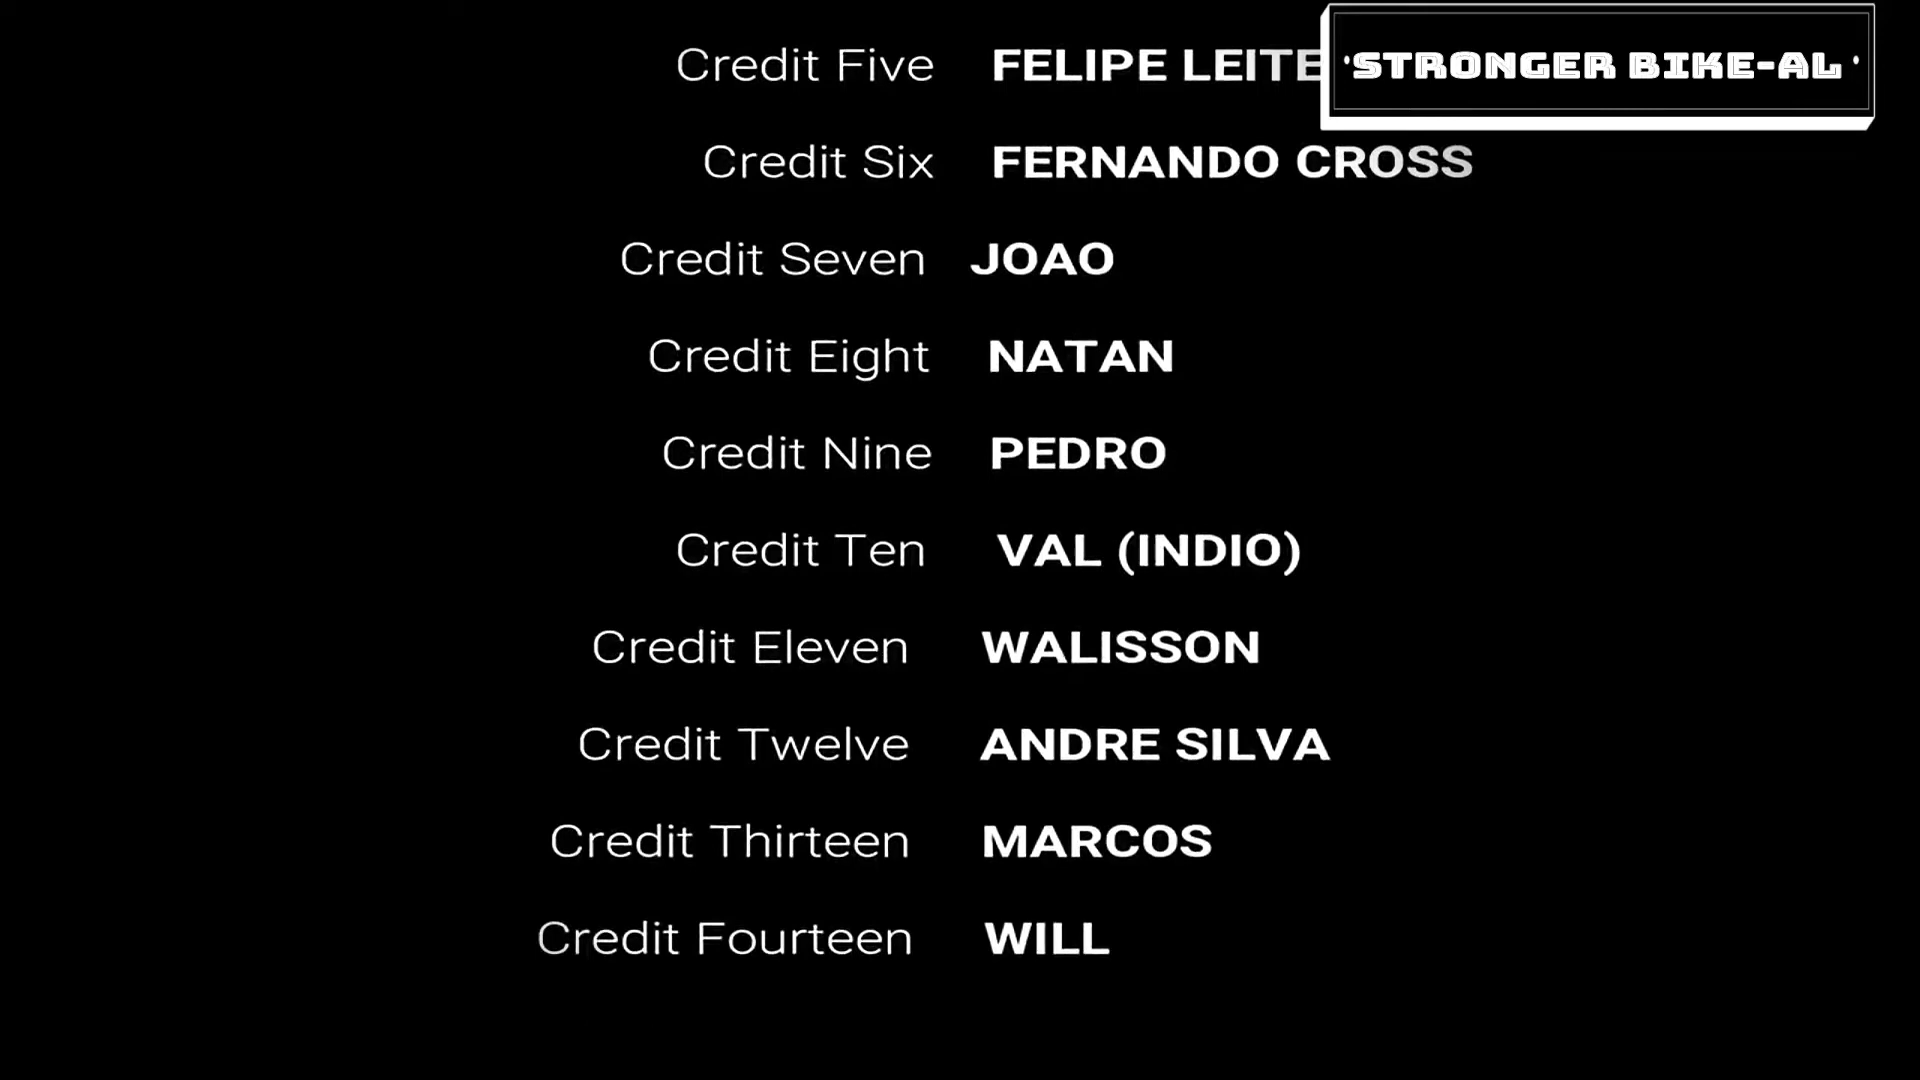 Credit Five FELIPE LEITE
STRONGER BIKE-AL
Credit Six FERNANDO CROSS
Credit Seven JOAO
Credit Eight NATAN
Credit Nine PEDRO
Credit Ten VAL (INDIO)
Credit Eleven WALISSON
Credit Twelve ANDRE SILVA
Credit Thirteen MARCOS
Credit Fourteen WILL